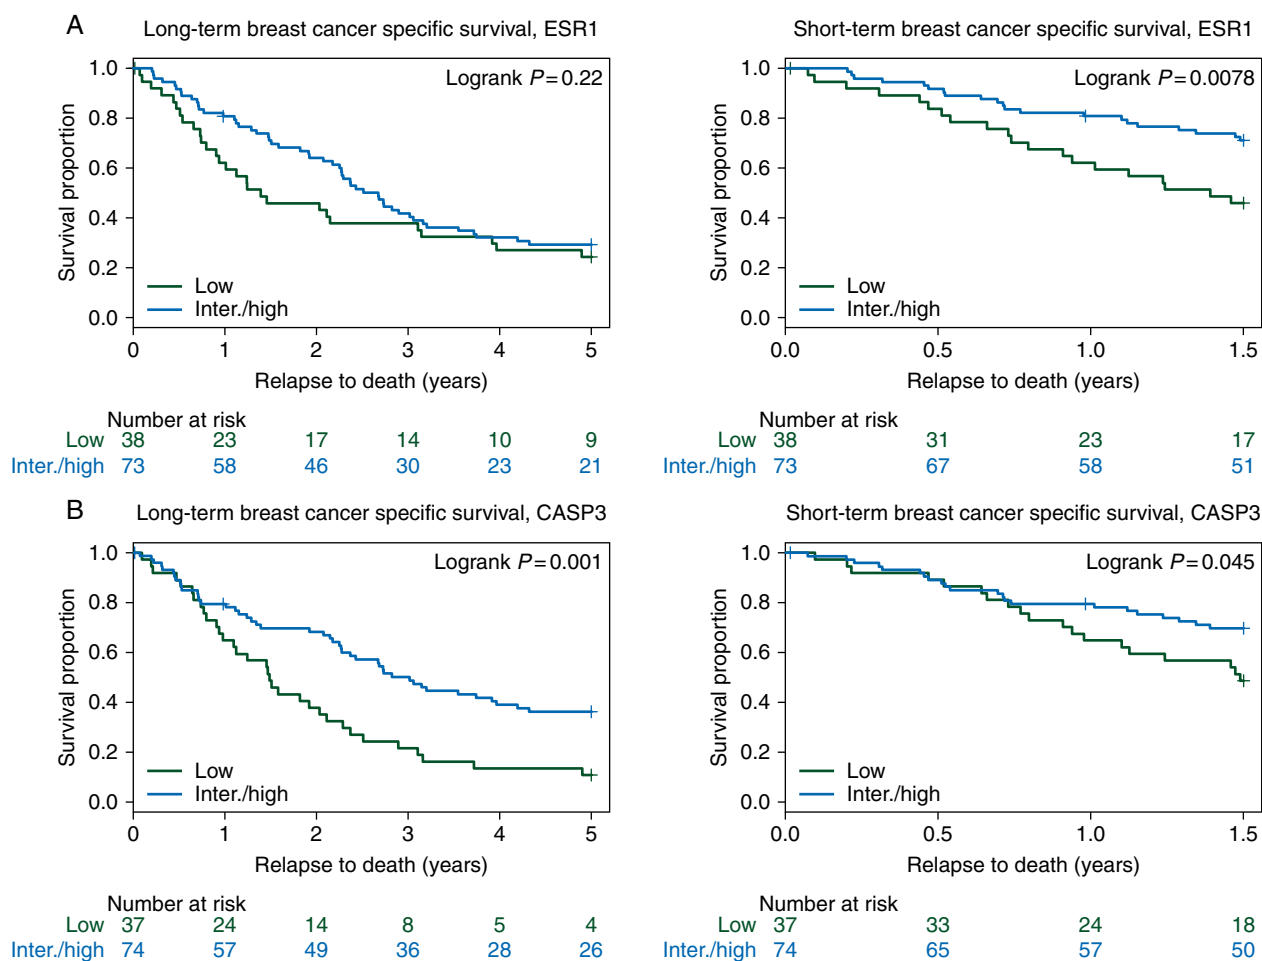 A
Long-term breast cancer specific survival, ESR1
Logrank P=0.22
Survival proportion
1.0
0.8
0.6
0.4
0.2
0.0
Low
Inter./high
0 1 2 3 4 5
Relapse to death (years)
Number at risk
Low 38 23 17 14 10 9
Inter./high 73 58 46 30 23 21
Short-term breast cancer specific survival, ESR1
Logrank P=0.0078
Survival proportion
1.0
0.8
0.6
0.4
0.2
0.0
Low
Inter./high
0.0 0.5 1.0 1.5
Relapse to death (years)
Number at risk
Low 38 31 23 17
Inter./high 73 67 58 51
B
Long-term breast cancer specific survival, CASP3
Logrank P=0.001
Survival proportion
1.0
0.8
0.6
0.4
0.2
0.0
Low
Inter./high
0 1 2 3 4 5
Relapse to death (years)
Number at risk
Low 37 24 14 8 5 4
Inter./high 74 57 49 36 28 26
Short-term breast cancer specific survival, CASP3
Logrank P=0.045
Survival proportion
1.0
0.8
0.6
0.4
0.2
0.0
Low
Inter./high
0.0 0.5 1.0 1.5
Relapse to death (years)
Number at risk
Low 37 33 24 18
Inter./high 74 65 57 50